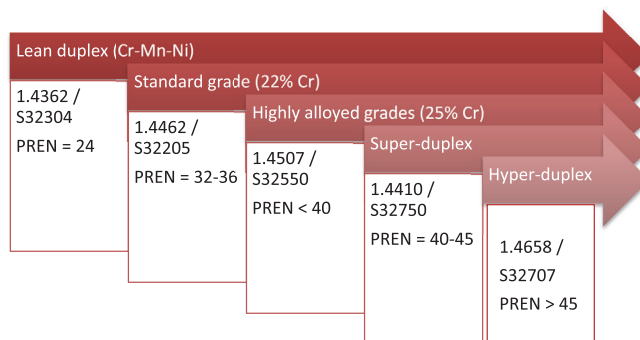 Lean duplex (Cr-Mn-Ni)
1.4362 /
S32304
PREN = 24
Standard grade (22% Cr)
1.4462 /
S32205
PREN = 32-36
Highly alloyed grades (25% Cr)
1.4507 /
S32550
PREN < 40
Super-duplex
1.4410 /
S32750
PREN = 40-45
Hyper-duplex
1.4658 /
S32707
PREN > 45